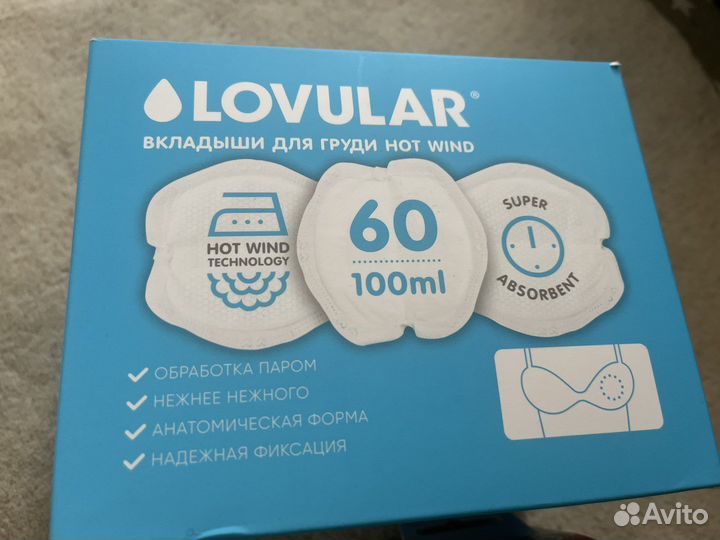 LOVULAR®
ВКЛАДЫШИ ДЛЯ ГРУДИ HOT WIND
HOT WIND
TECHNOLOGY
60
100ml
SUPER
ABSORBENT
ОБРАБОТКА ПАРОМ
НЕЖНЕЕ НЕЖНОГО
АНАТОМИЧЕСКАЯ ФОРМА
НАДЕЖНАЯ ФИКСАЦИЯ
Avito